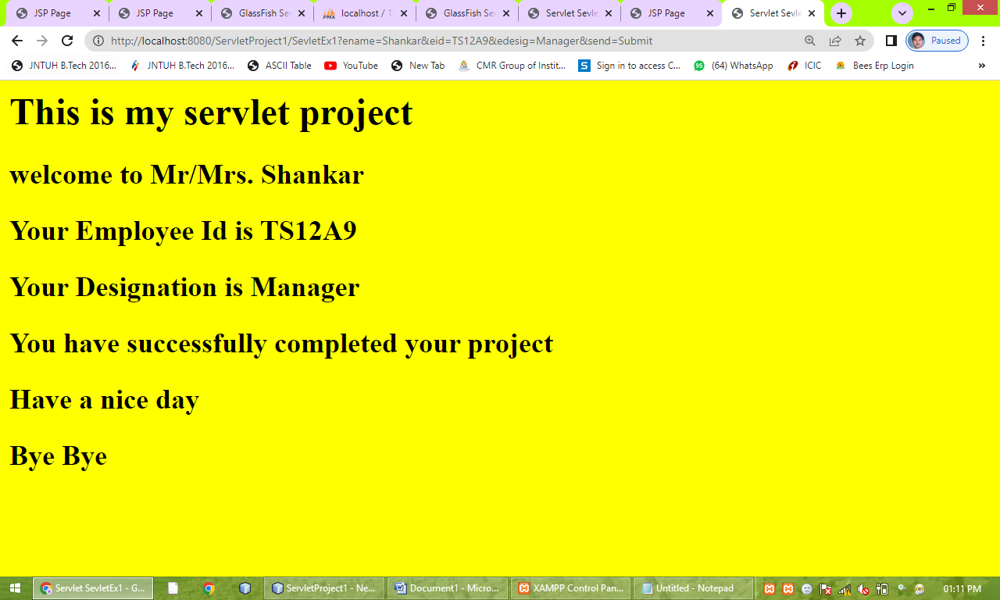 JSP Page
JSP Page
GlassFish Ser
localhost / 1
GlassFish Ser
Servlet Sevle
JSP Page
Servlet Sevle
http://localhost:8080/ServletProject1/SevletEx1?ename=Shankar&eid=TS12A9&edesig=Manager&send=Submit
Paused
JNTUH B.Tech 2016...
JNTUH B.Tech 2016...
ASCII Table
YouTube
New Tab
CMR Group of Instit...
Sign in to access C...
(64) WhatsApp
ICIC
Bees Erp Login
This is my servlet project
welcome to Mr/Mrs. Shankar
Your Employee Id is TS12A9
Your Designation is Manager
You have successfully completed your project
Have a nice day
Bye Bye
Servlet SevletEx1 - G...
ServletProject1 - Ne...
Document1 - Micro...
XAMPP Control Pan...
Untitled - Notepad
01:11 PM